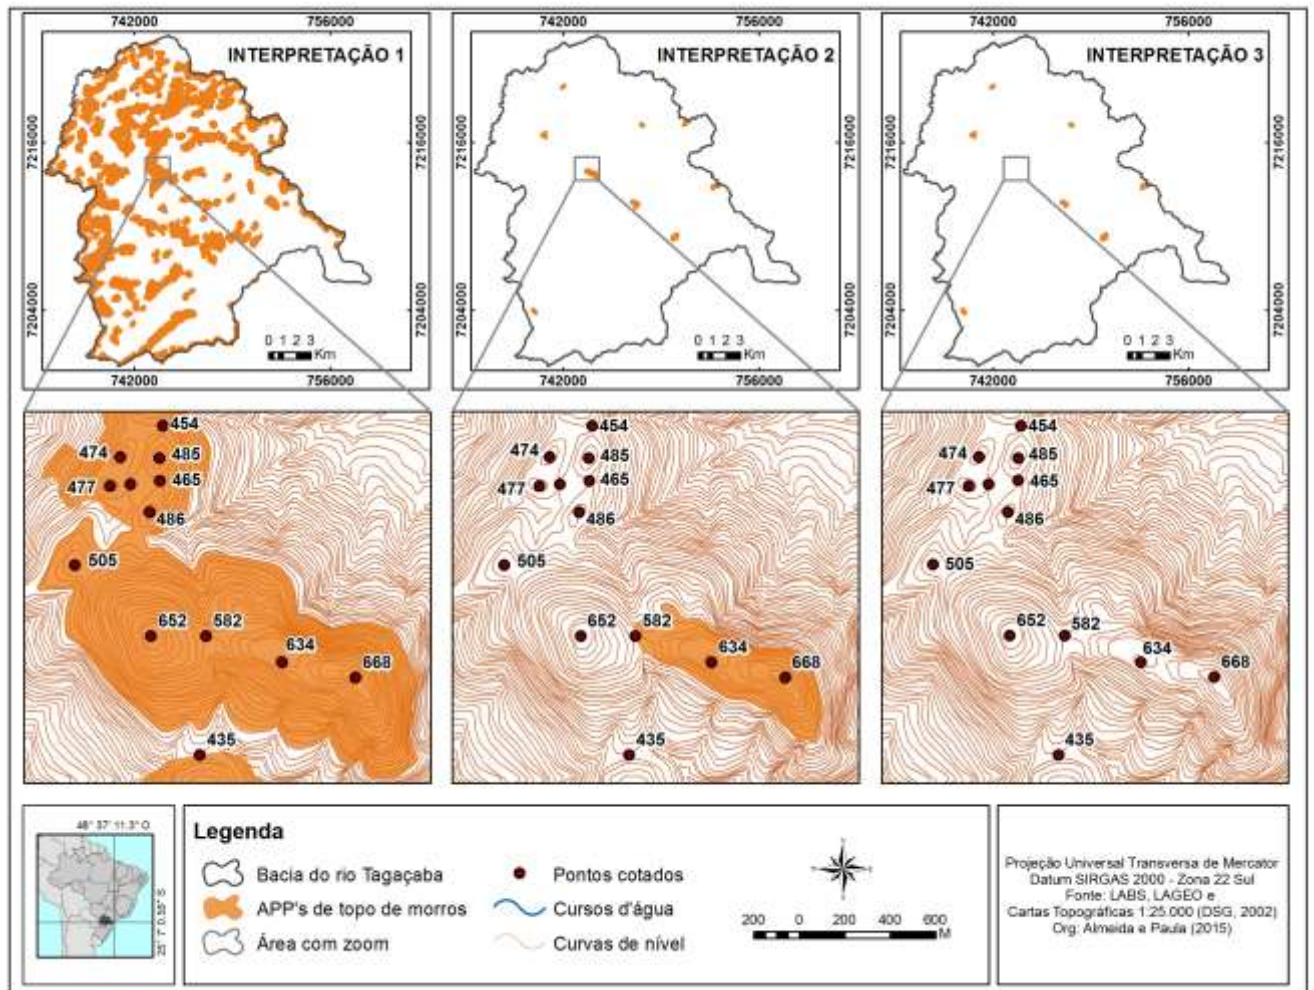 742000 756000
742000 756000
742000 756000
INTERPRETAÇÃO 1
INTERPRETAÇÃO 2
INTERPRETAÇÃO 3
7216000
7216000
7216000
7216000
7204000
7204000
7204000
7204000
0 1 2 3
Km
0 1 2 3
Km
0 1 2 3
Km
742000 756000
742000 756000
742000 756000
454
474
485
477
465
486
505
652
582
634
668
435
454
474
485
477
465
486
505
652
582
634
668
435
454
474
485
477
465
486
505
652
582
634
668
435
Legenda
Bacia do rio Tagaçaba
APP's de topo de morros
Área com zoom
Pontos cotados
Cursos d'água
Curvas de nível
200 0 200 400 600
M
Projeção Universal Transversa de Mercator
Datum SIRGAS 2000 - Zona 22 Sul
Fonte: LABS, LAGEO e
Cartas Topográficas 1:25.000 (DSG, 2002)
Org: Almeida e Paula (2015)